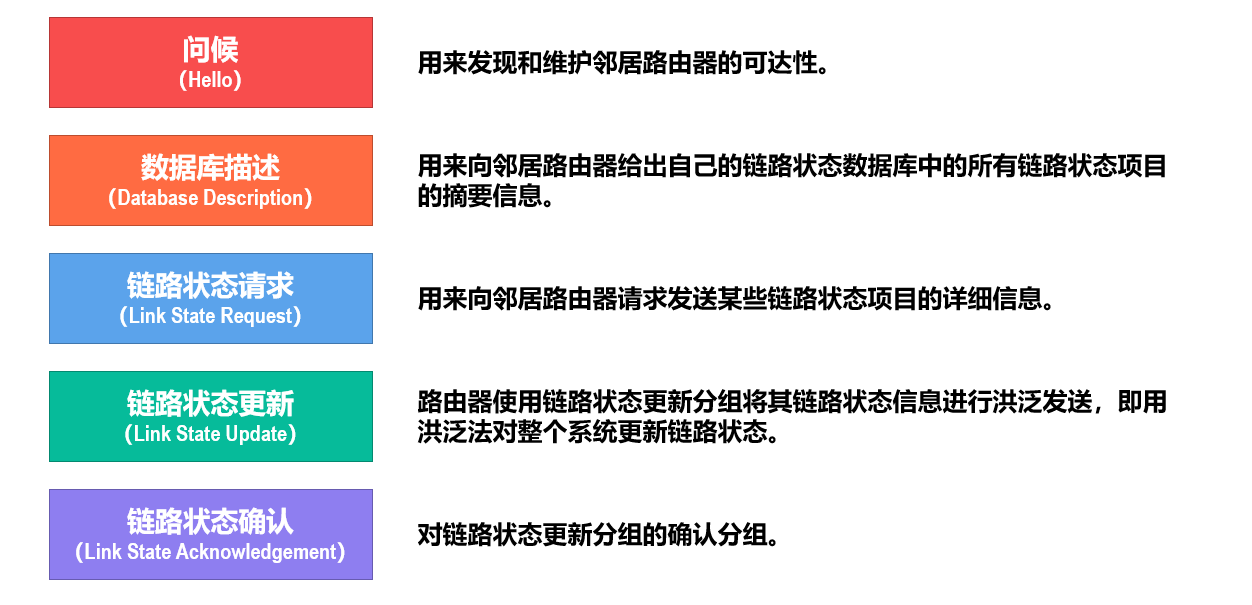 问候
（Hello）
用来发现和维护邻居路由器的可达性。
数据库描述
（Database Description）
用来向邻居路由器给出自己的链路状态数据库中的所有链路状态项目
的摘要信息。
链路状态请求
（Link State Request）
用来向邻居路由器请求发送某些链路状态项目的详细信息。
链路状态更新
（Link State Update）
路由器使用链路状态更新分组将其链路状态信息进行洪泛发送，即用
洪泛法对整个系统更新链路状态。
链路状态确认
（Link State Acknowledgement）
对链路状态更新分组的确认分组。